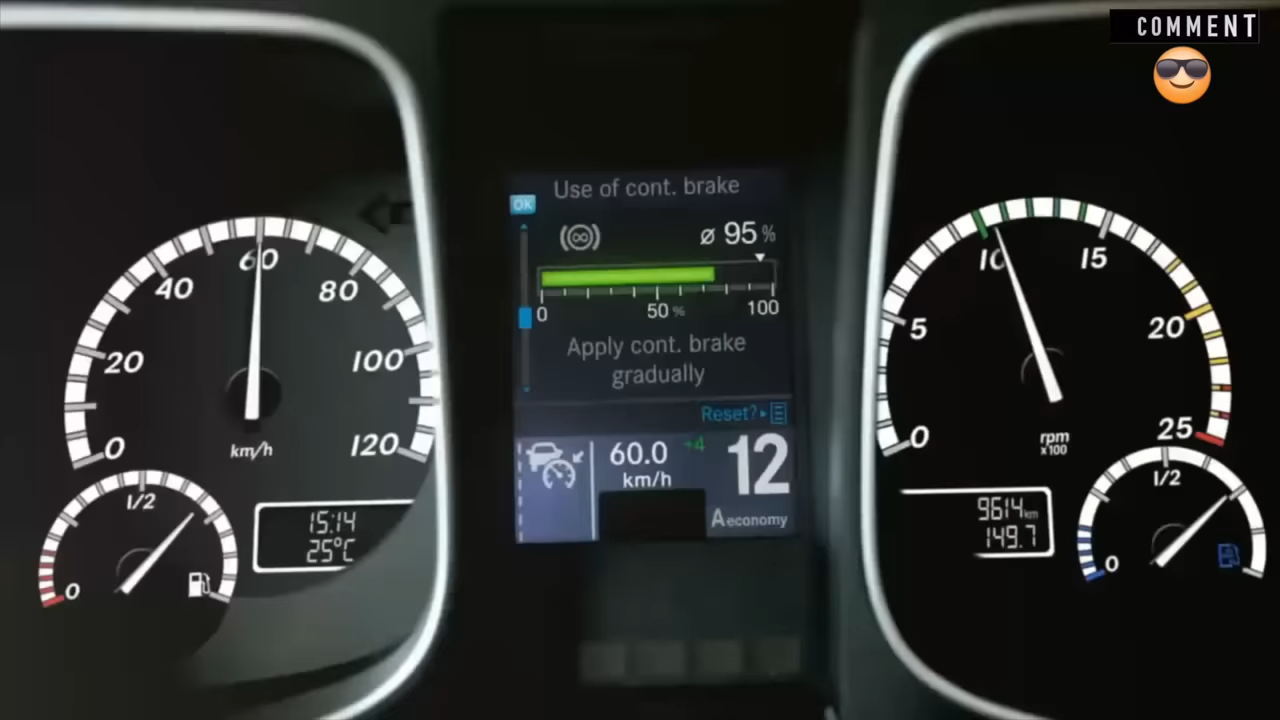 COMMENT
Use of cont. brake
OK
ø 95 %
0 50 % 100
Apply cont. brake
gradually
Reset?
60.0 +4
km/h
12
A economy
0 20 40 60 80 100 120
km/h
0 1/2
15:14
25°C
0 5 10 15 20 25
rpm
x100
9614 km
149.7
0 1/2